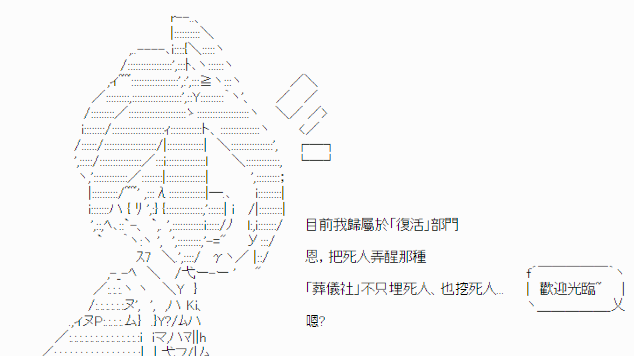 目前我歸屬於「復活」部門
恩，把死人弄醒那種
「葬儀社」不只埋死人、也挖死人...
嗯?
歡迎光臨~